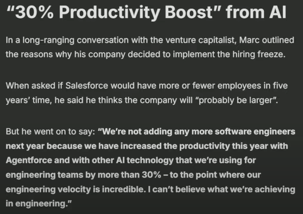 “30% Productivity Boost” from AI
In a long-ranging conversation with the venture capitalist, Marc outlined
the reasons why his company decided to implement the hiring freeze.
When asked if Salesforce would have more or fewer employees in five
years’ time, he said he thinks the company will “probably be larger”.
But he went on to say: “We’re not adding any more software engineers
next year because we have increased the productivity this year with
Agentforce and with other AI technology that we’re using for
engineering teams by more than 30% – to the point where our
engineering velocity is incredible. I can’t believe what we’re achieving
in engineering.”